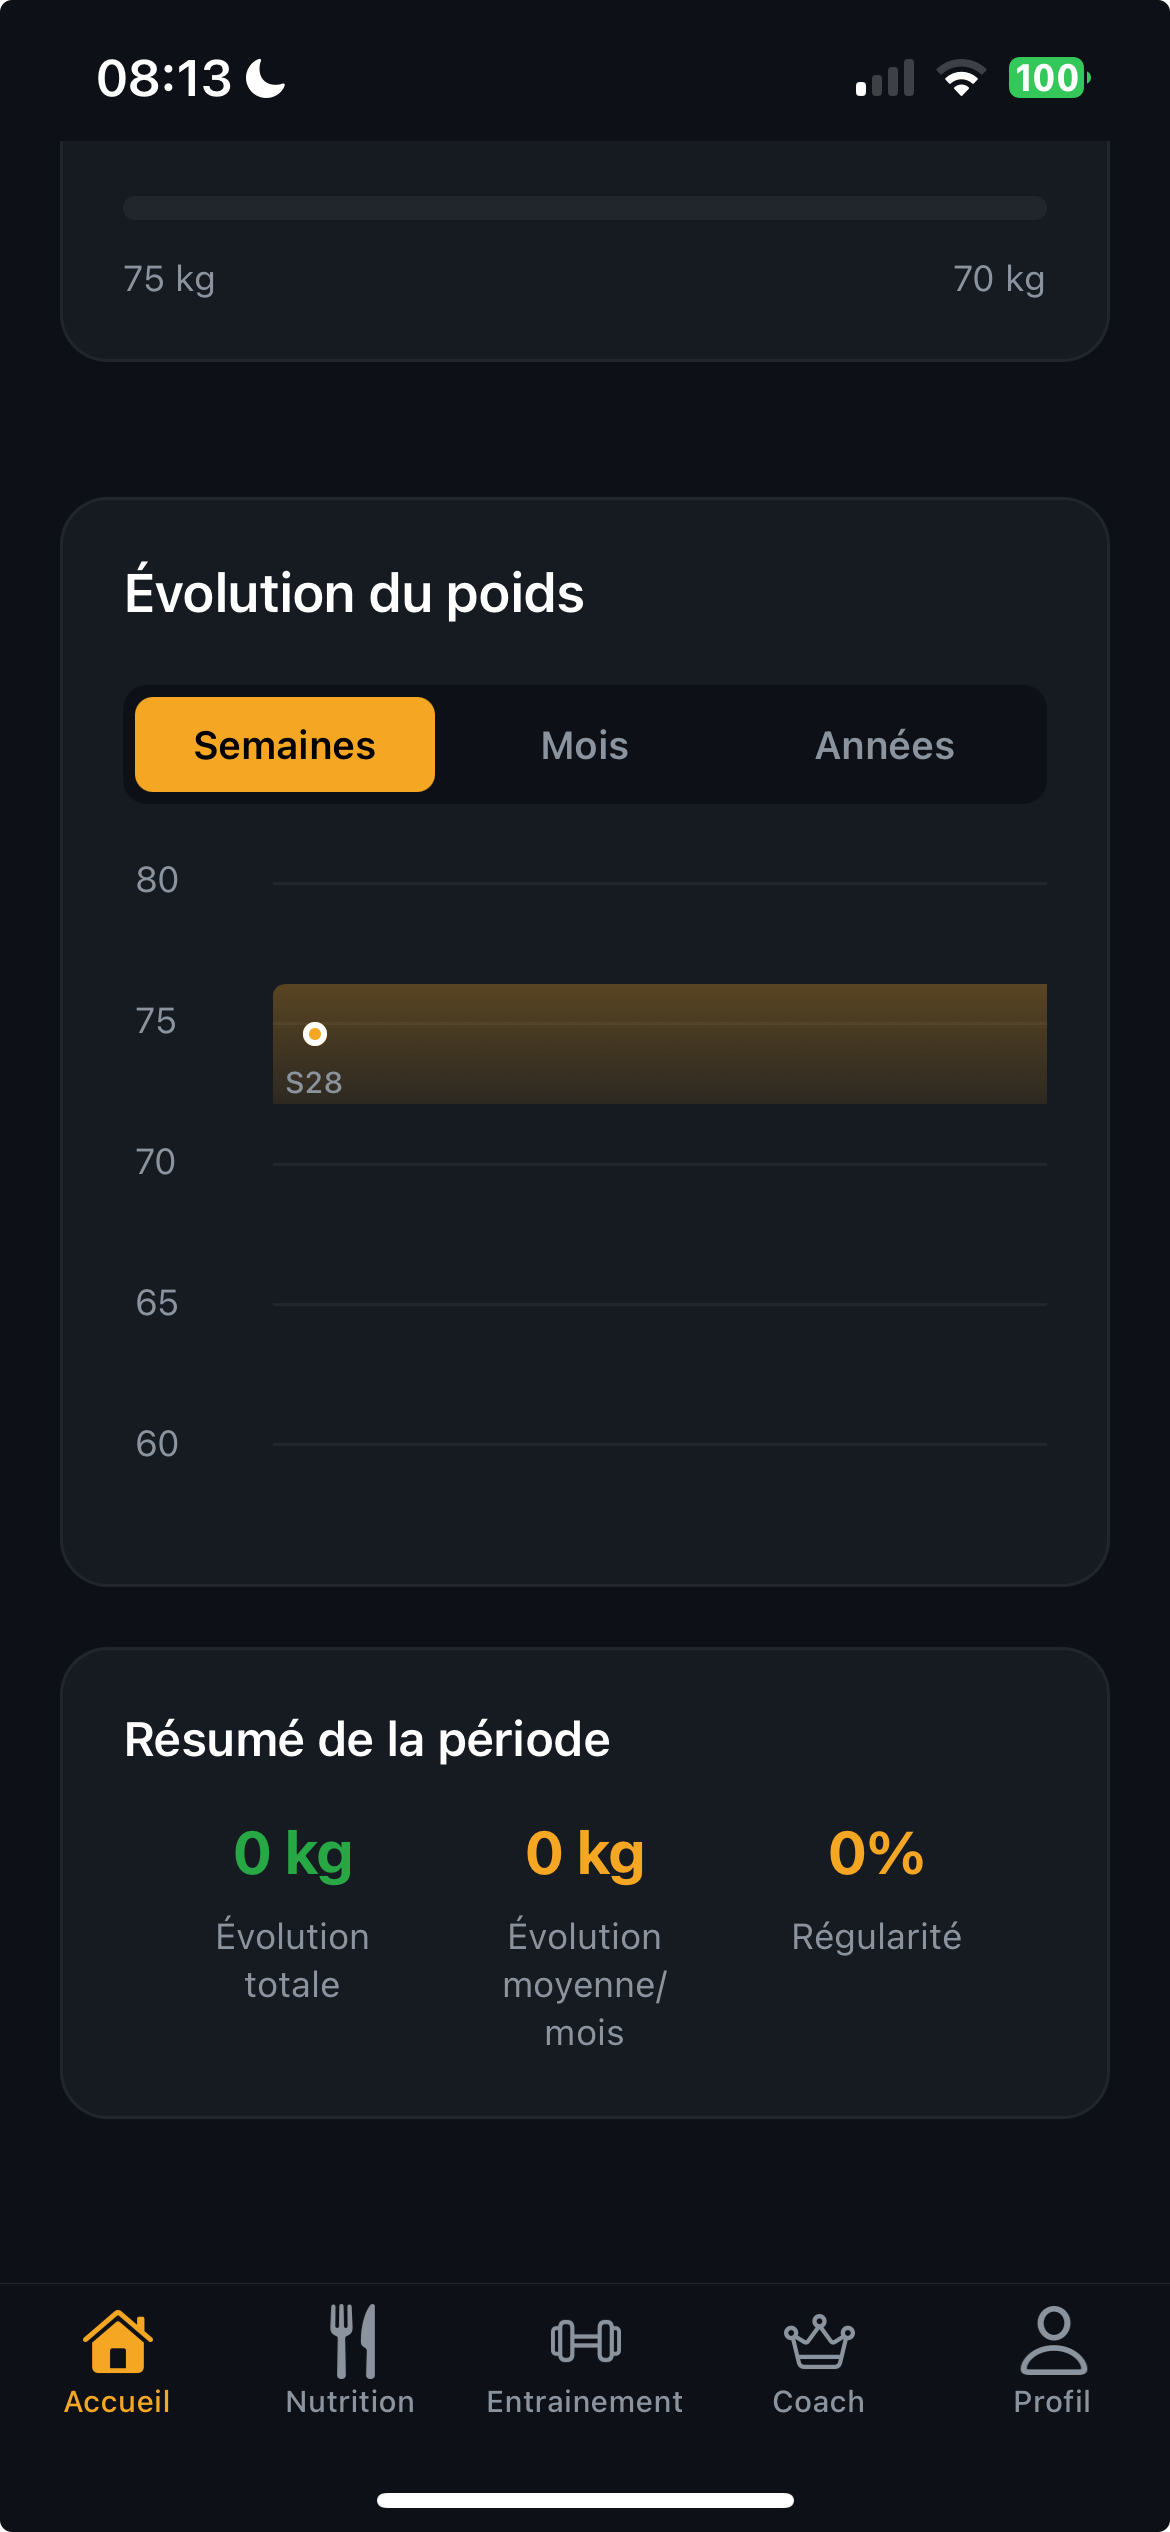 08:13
100
75 kg
70 kg
Évolution du poids
Semaines
Mois
Années
80
75
S28
70
65
60
Résumé de la période
0 kg
0 kg
0%
Évolution
totale
Évolution
moyenne/
mois
Régularité
Accueil
Nutrition
Entrainement
Coach
Profil